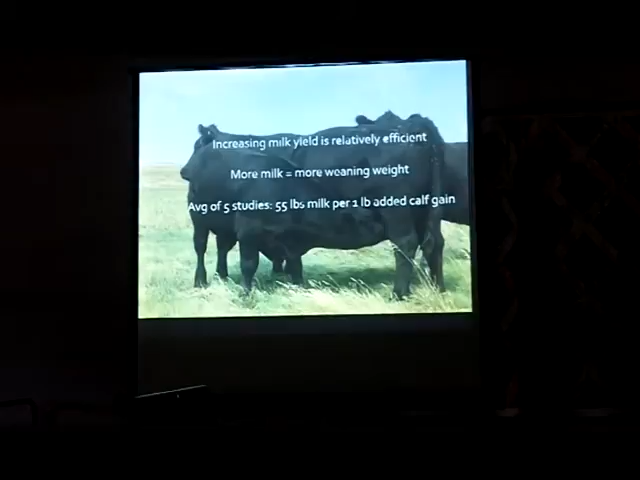 Increasing milk yield is relatively efficient
More milk = more weaning weight
Avg of 5 studies: 55 lbs milk per 1 lb added calf gain